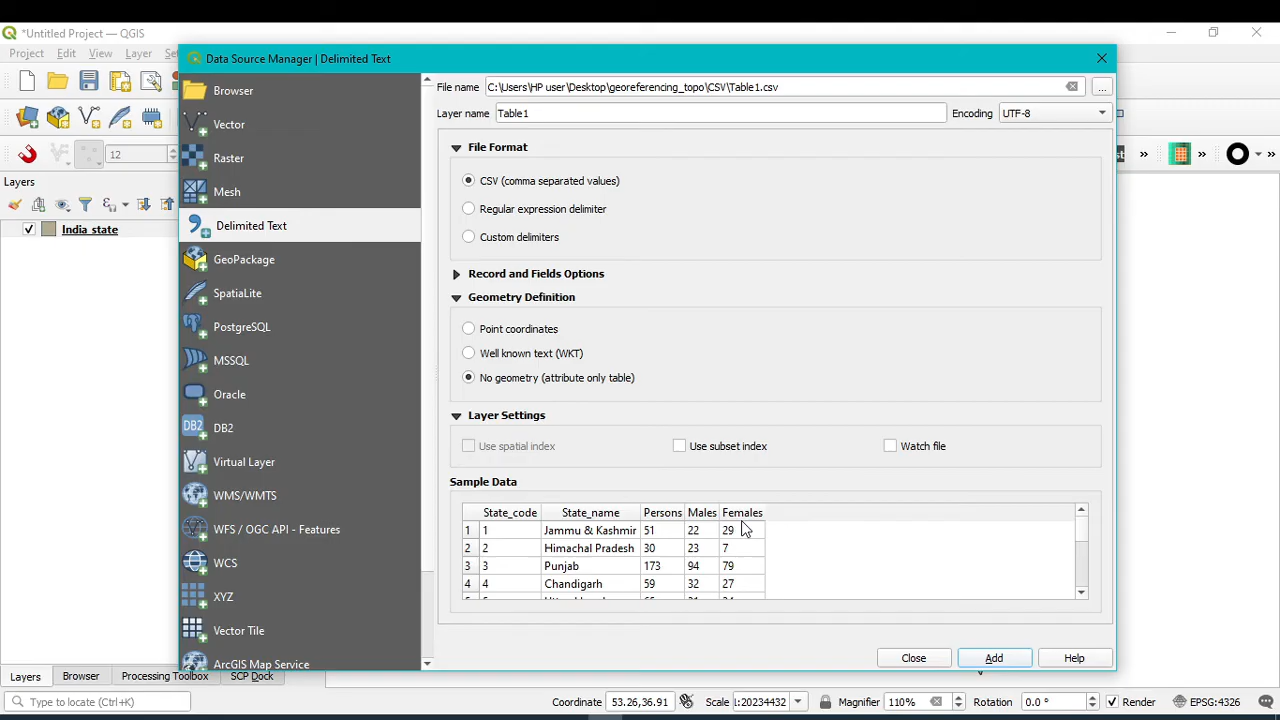 *Untitled Project — QGIS
Project Edit View Layer Se
Data Source Manager | Delimited Text
12
Layers
India state
Browser
Vector
Raster
Mesh
Delimited Text
GeoPackage
SpatiaLite
PostgreSQL
MSSQL
Oracle
DB2
DB2
Virtual Layer
WMS/WMTS
WFS / OGC API - Features
WCS
XYZ
Vector Tile
ArcGIS Map Service
File name C:\Users\HP user\Desktop\georeferencing_topo\CSV\Table1.csv ...
Layer name Table1 Encoding UTF-8
File Format
CSV (comma separated values)
Regular expression delimiter
Custom delimiters
Record and Fields Options
Geometry Definition
Point coordinates
Well known text (WKT)
No geometry (attribute only table)
Layer Settings
Use spatial index Use subset index Watch file
Sample Data
State_code State_name Persons Males Females
1 1 Jammu & Kashmir 51 22 29
2 2 Himachal Pradesh 30 23 7
3 3 Punjab 173 94 79
4 4 Chandigarh 59 32 27
Close Add Help
» » »
Layers Browser Processing Toolbox SCP Dock
Type to locate (Ctrl+K) Coordinate 53.26,36.91 Scale 1:20234432 Magnifier 110% Rotation 0.0 ° Render EPSG:4326